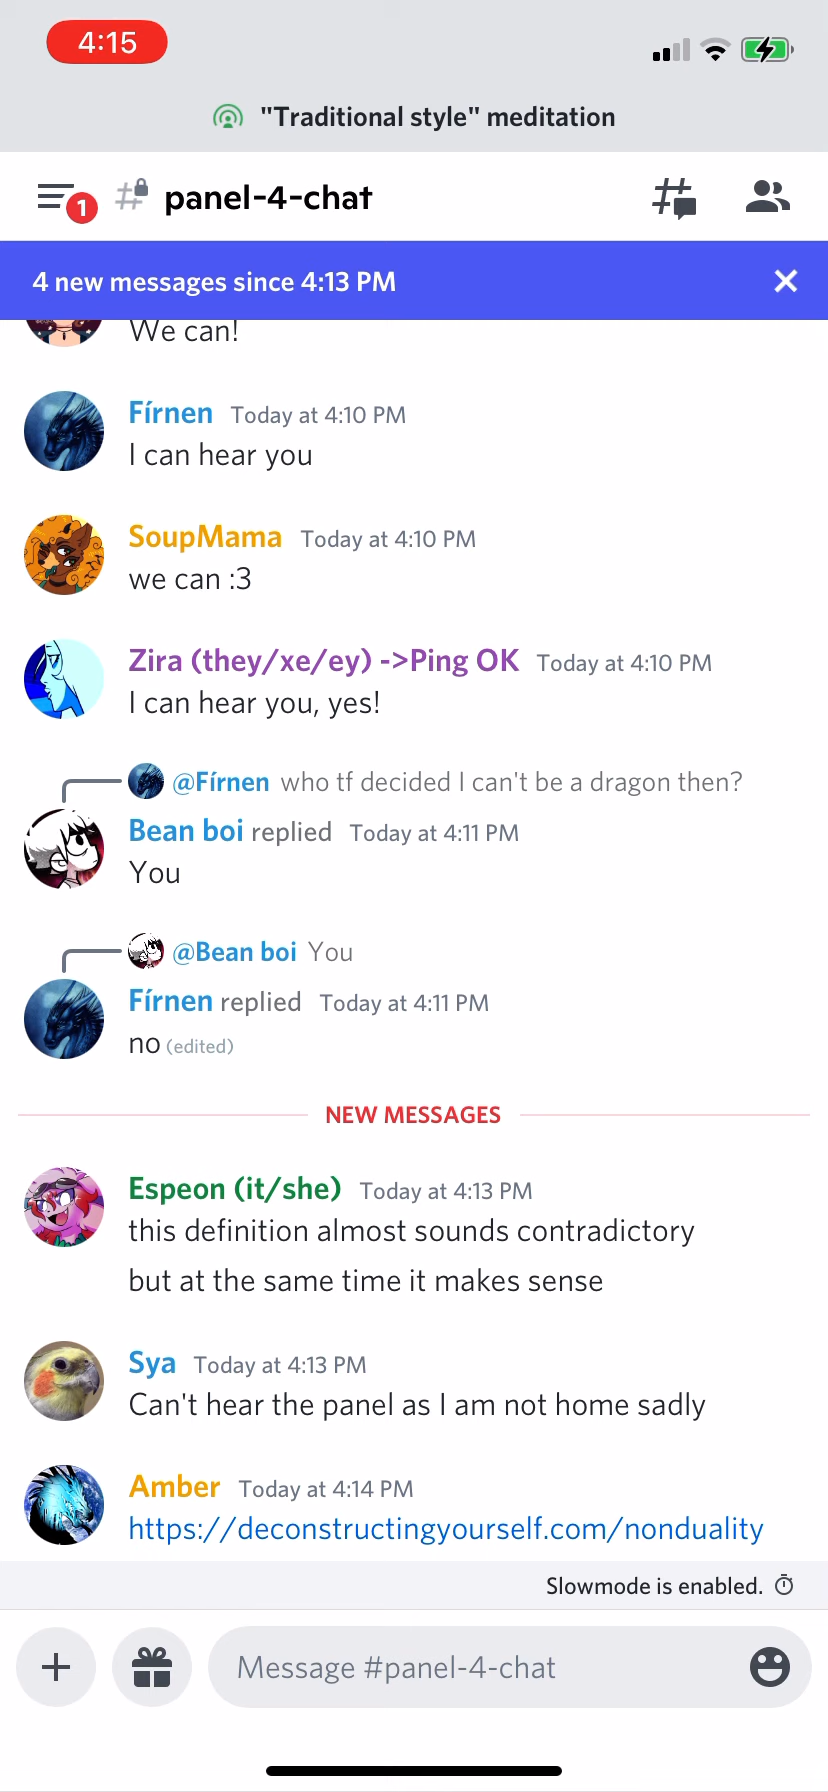 4:15
"Traditional style" meditation
1
panel-4-chat
4 new messages since 4:13 PM
We can!
Fírnen Today at 4:10 PM
I can hear you
SoupMama Today at 4:10 PM
we can :3
Zira (they/xe/ey) ->Ping OK Today at 4:10 PM
I can hear you, yes!
@Fírnen who tf decided I can't be a dragon then?
Bean boi replied Today at 4:11 PM
You
@Bean boi You
Fírnen replied Today at 4:11 PM
no (edited)
NEW MESSAGES
Espeon (it/she) Today at 4:13 PM
this definition almost sounds contradictory
but at the same time it makes sense
Sya Today at 4:13 PM
Can't hear the panel as I am not home sadly
Amber Today at 4:14 PM
https://deconstructingyourself.com/nonduality
Slowmode is enabled.
Message #panel-4-chat